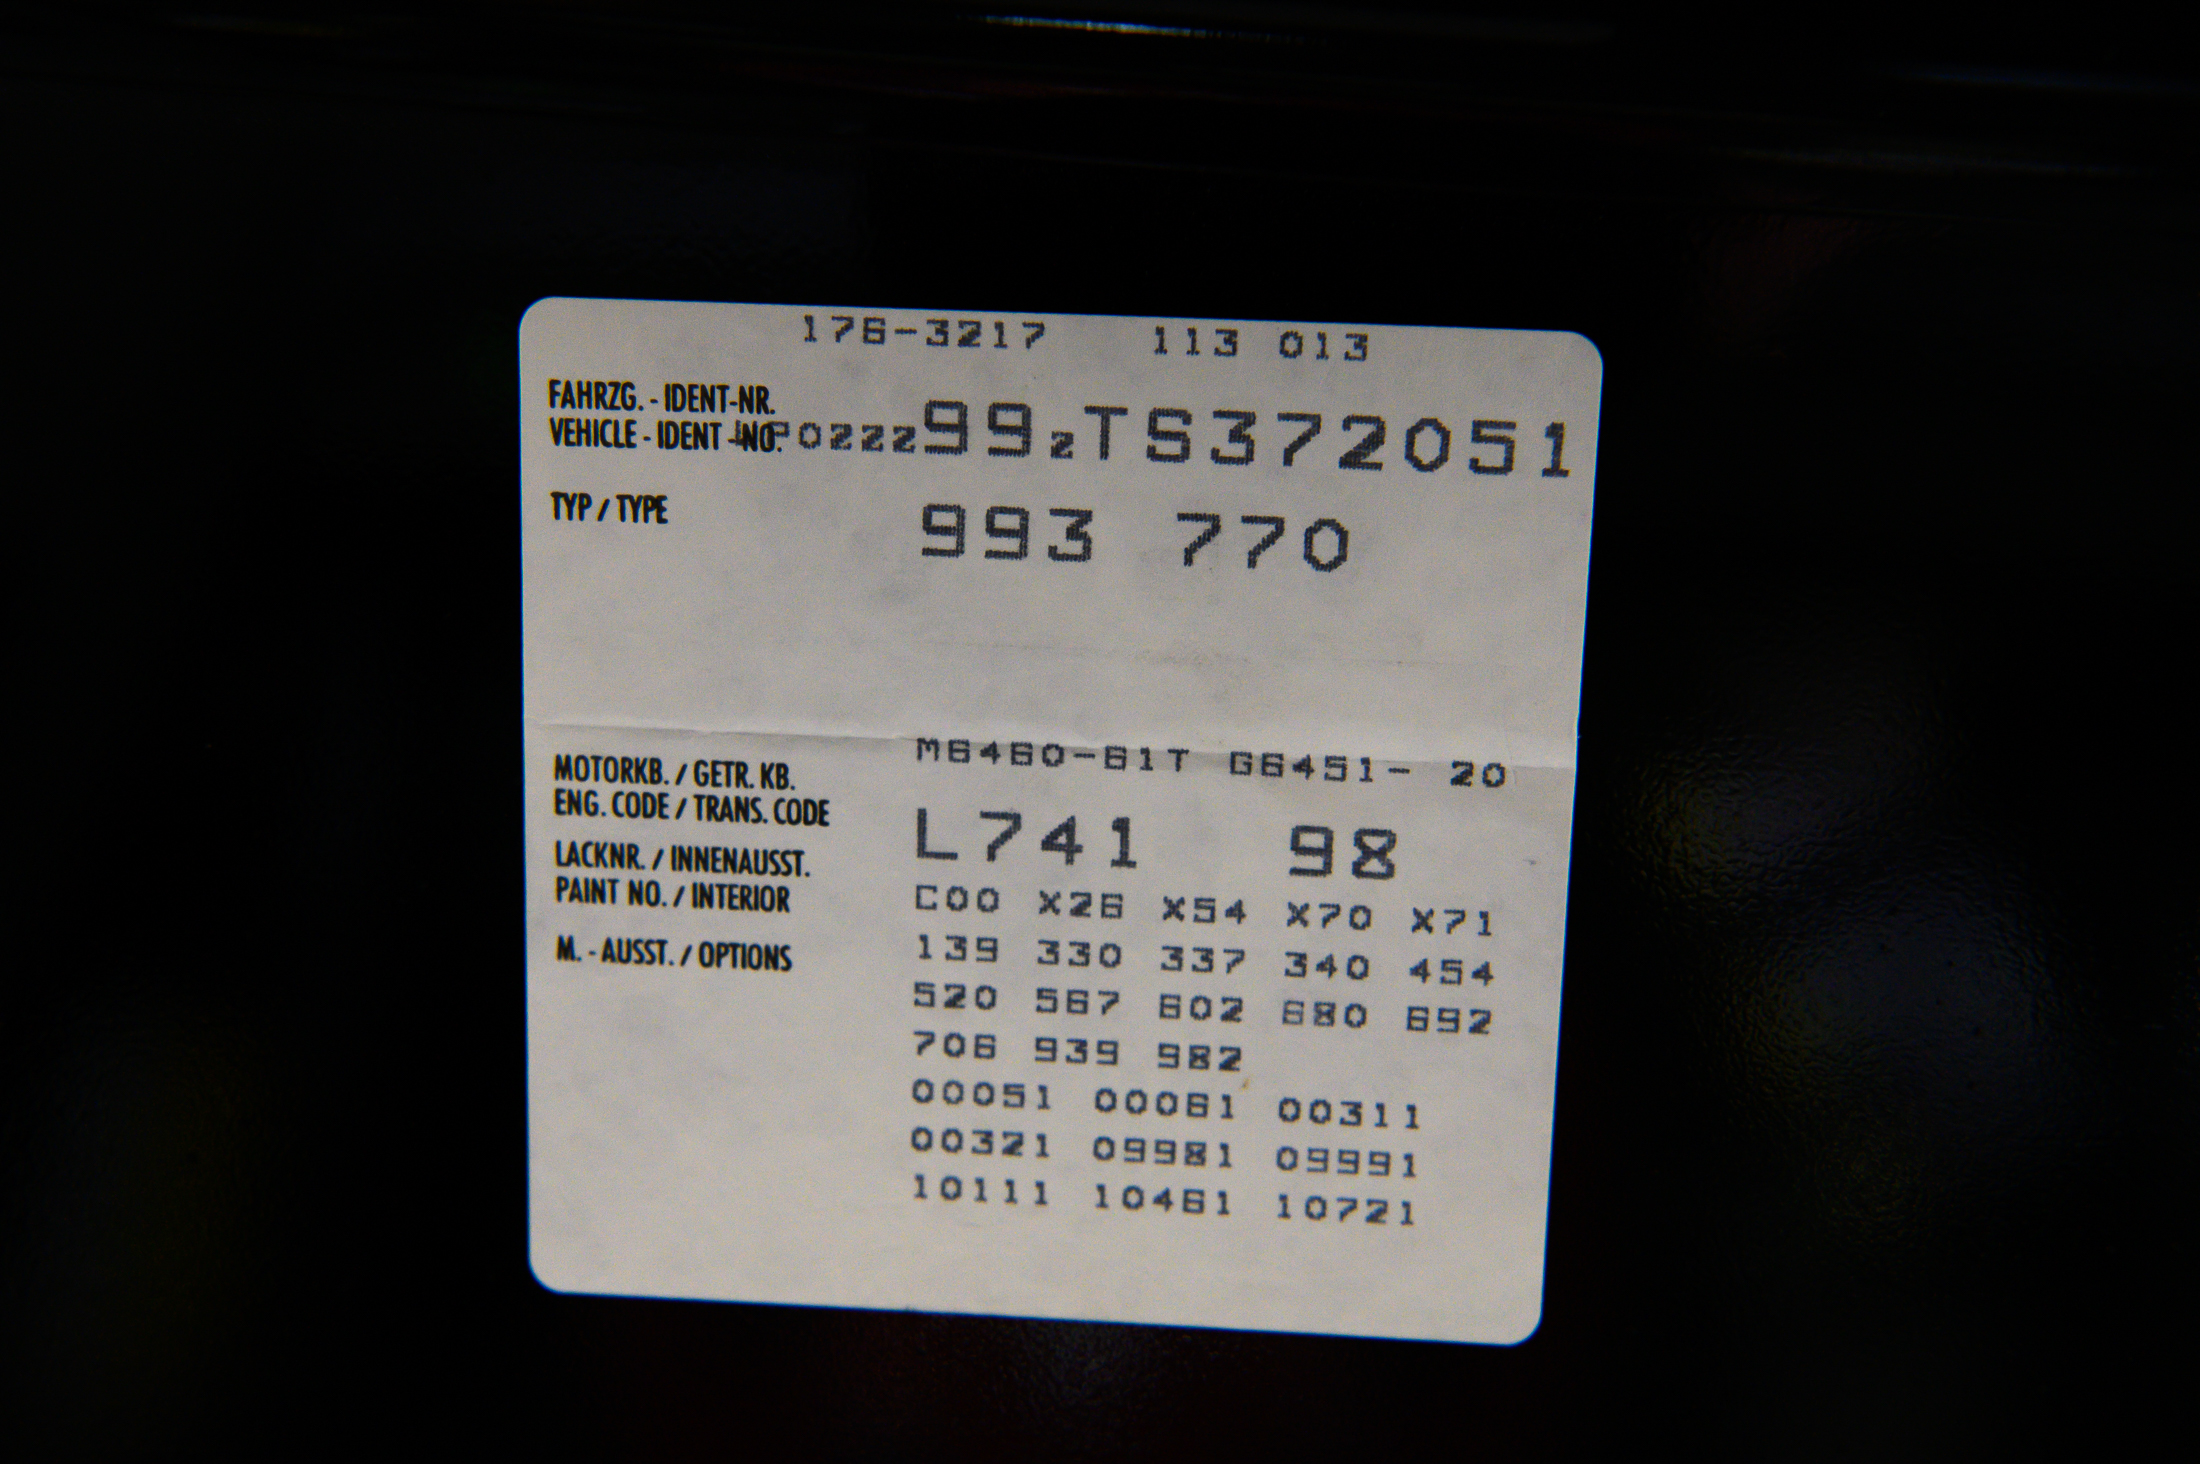 176-3217 113 013
FAHRZG. - IDENT-NR.
VEHICLE - IDENT -NO. WP0ZZZ99ZTS372051
TYP / TYPE 993 770
M6460-61T G6451- 20
MOTORKB. / GETR. KB.
ENG. CODE / TRANS. CODE
L741 98
LACKNR. / INNENAUSST.
PAINT NO. / INTERIOR
C00 X26 X54 X70 X71
M. - AUSST. / OPTIONS
139 330 337 340 454
520 567 602 680 692
706 939 982
00051 00061 00311
00321 09981 09991
10111 10461 10721